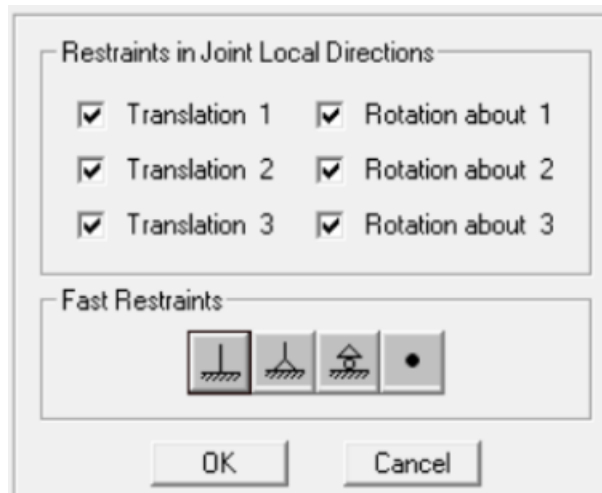 Restraints in Joint Local Directions
Translation 1 Rotation about 1
Translation 2 Rotation about 2
Translation 3 Rotation about 3
Fast Restraints
OK Cancel